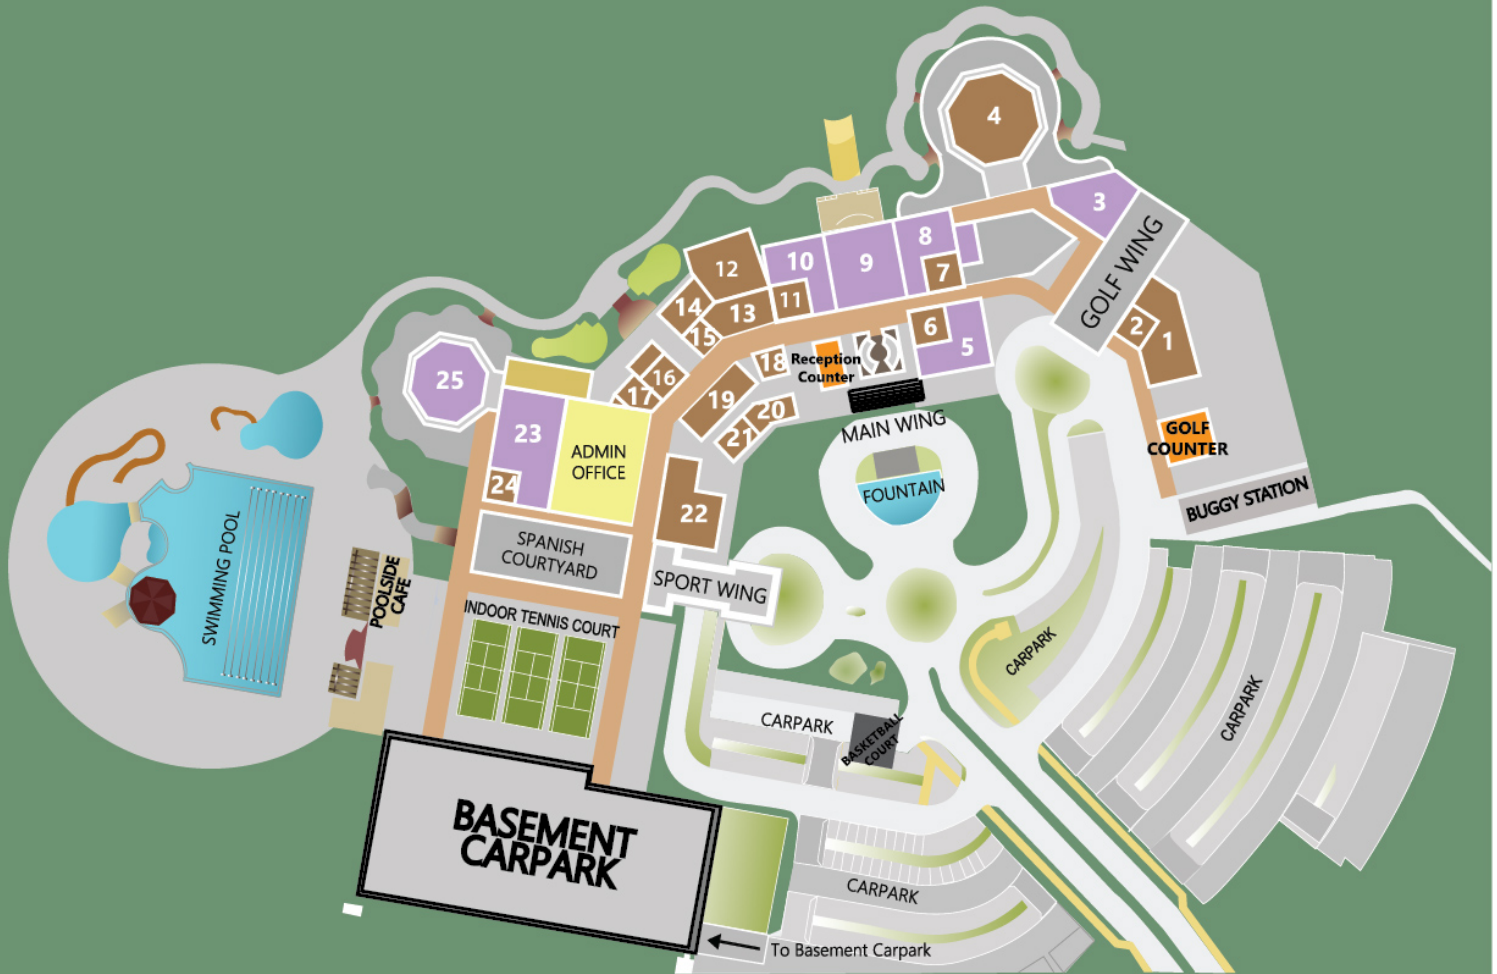 4
3
GOLF WING
8
10
9
12
7
11
14
13
2
1
6
5
15
18
Reception
Counter
25
16
17
19
20
21
MAIN WING
GOLF
COUNTER
23
ADMIN
OFFICE
24
22
FOUNTAIN
BUGGY STATION
SPANISH
COURTYARD
SPORT WING
SWIMMING POOL
POOLSIDE
CAFE
INDOOR TENNIS COURT
CARPARK
CARPARK
CARPARK
BASKETBALL
COURT
BASEMENT
CARPARK
CARPARK
To Basement Carpark